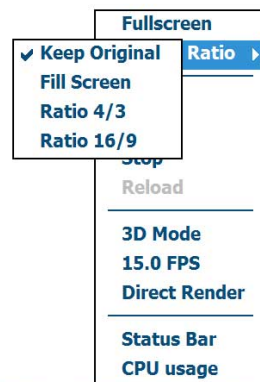 Fullscreen
Ratio
Keep Original
Fill Screen
Ratio 4/3
Ratio 16/9
Stop
Reload
3D Mode
15.0 FPS
Direct Render
Status Bar
CPU usage